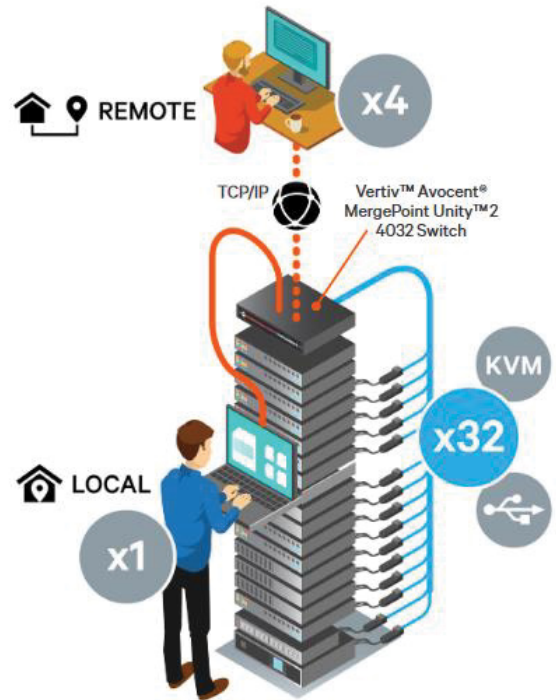 REMOTE
x4
TCP/IP
Vertiv™ Avocent®
MergePoint Unity™2
4032 Switch
KVM
x32
LOCAL
x1